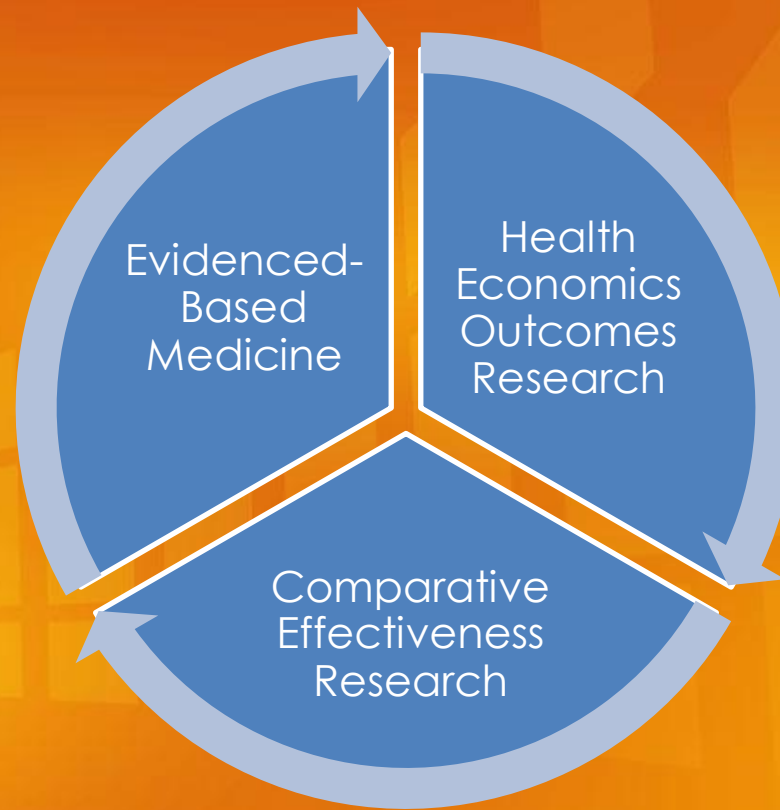 Evidenced-
Based
Medicine
Health
Economics
Outcomes
Research
Comparative
Effectiveness
Research